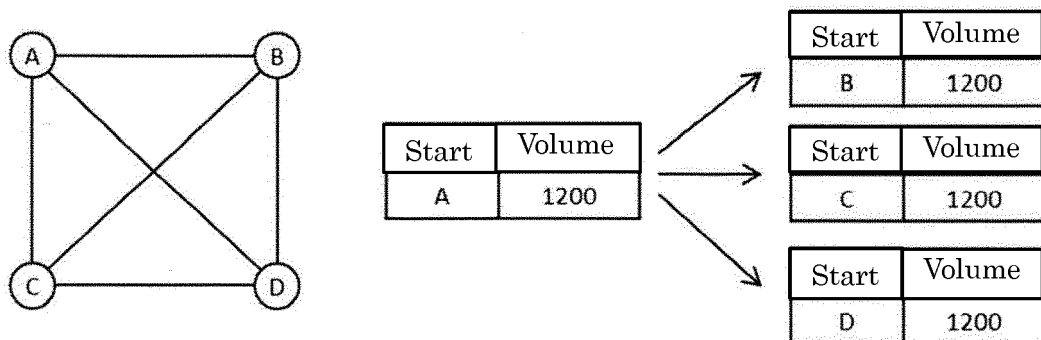 A B
C D
Start Volume
A 1200
Start Volume
B 1200
Start Volume
C 1200
Start Volume
D 1200